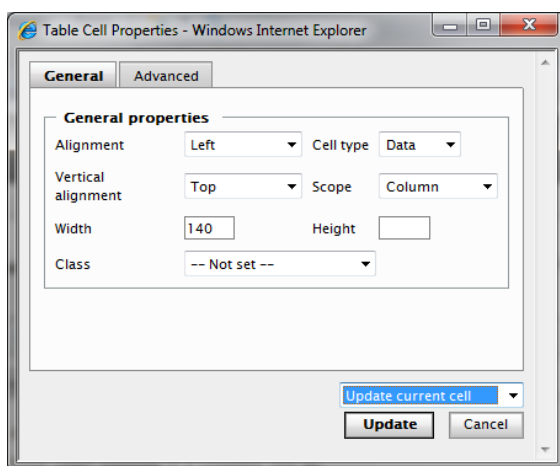 Table Cell Properties - Windows Internet Explorer
General Advanced
General properties
Alignment Left Cell type Data
Vertical
alignment Top Scope Column
Width 140 Height
Class -- Not set --
Update current cell
Update Cancel